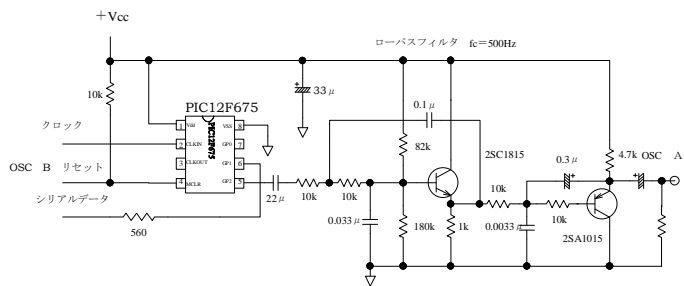 ＋Vcc
ローパスフィルタ fc＝500Hz
10k
PIC12F675
33μ
0.1μ
クロック
1 Vdd VSS 8
2 CLKIN GP0 7
3 CLKOUT GP1 6
4 MCLR GP2 5
PIC12F675
OSC B リセット
シリアルデータ
560
22μ
10k
10k
0.033μ
82k
180k
2SC1815
1k
10k
0.0033μ
0.3μ
10k
4.7k
OSC A
2SA1015